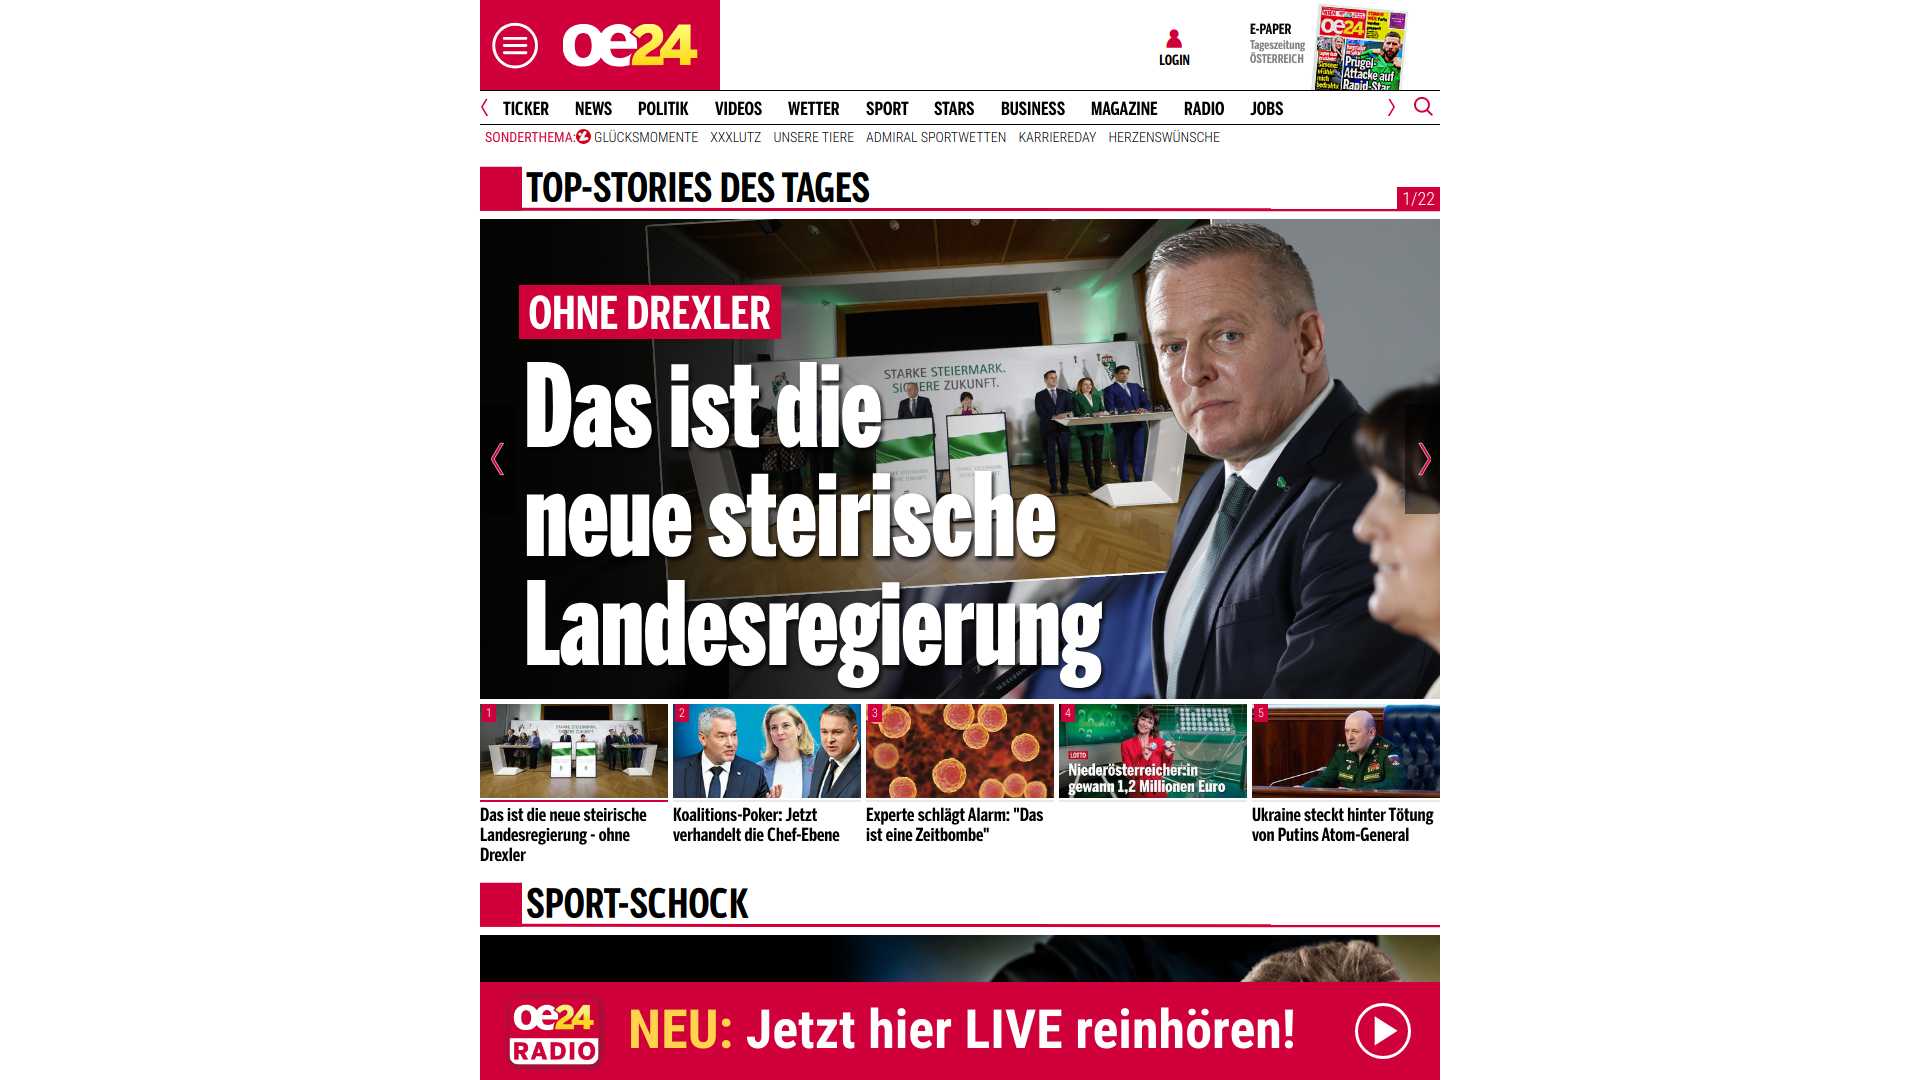 oe24
LOGIN
E-PAPER
Tageszeitung
ÖSTERREICH
oe24
Prügel-
Attacke auf
Rapid-Star
TICKER NEWS POLITIK VIDEOS WETTER SPORT STARS BUSINESS MAGAZINE RADIO JOBS
SONDERTHEMA: GLÜCKSMOMENTE XXXLUTZ UNSERE TIERE ADMIRAL SPORTWETTEN KARRIEREDAY HERZENSWÜNSCHE
TOP-STORIES DES TAGES
1/22
STARKE STEIERMARK.
SICHERE ZUKUNFT.
OHNE DREXLER
Das ist die
neue steirische
Landesregierung
1
2
3
4
5
LOTTO
Niederösterreicher:in
gewann 1,2 Millionen Euro
Das ist die neue steirische
Landesregierung - ohne
Drexler
Koalitions-Poker: Jetzt
verhandelt die Chef-Ebene
Experte schlägt Alarm: "Das
ist eine Zeitbombe"
Ukraine steckt hinter Tötung
von Putins Atom-General
SPORT-SCHOCK
oe24
RADIO
NEU: Jetzt hier LIVE reinhören!